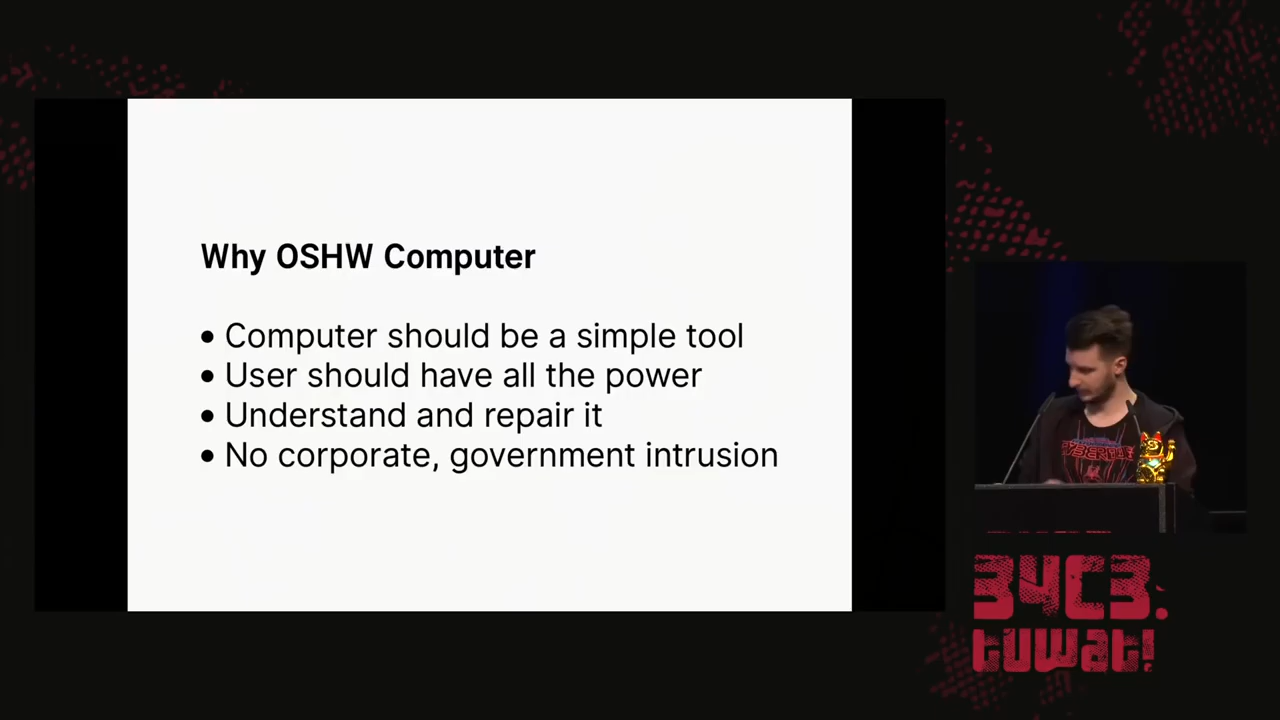 Why OSHW Computer
• Computer should be a simple tool
• User should have all the power
• Understand and repair it
• No corporate, government intrusion
34C3.
tuwat!